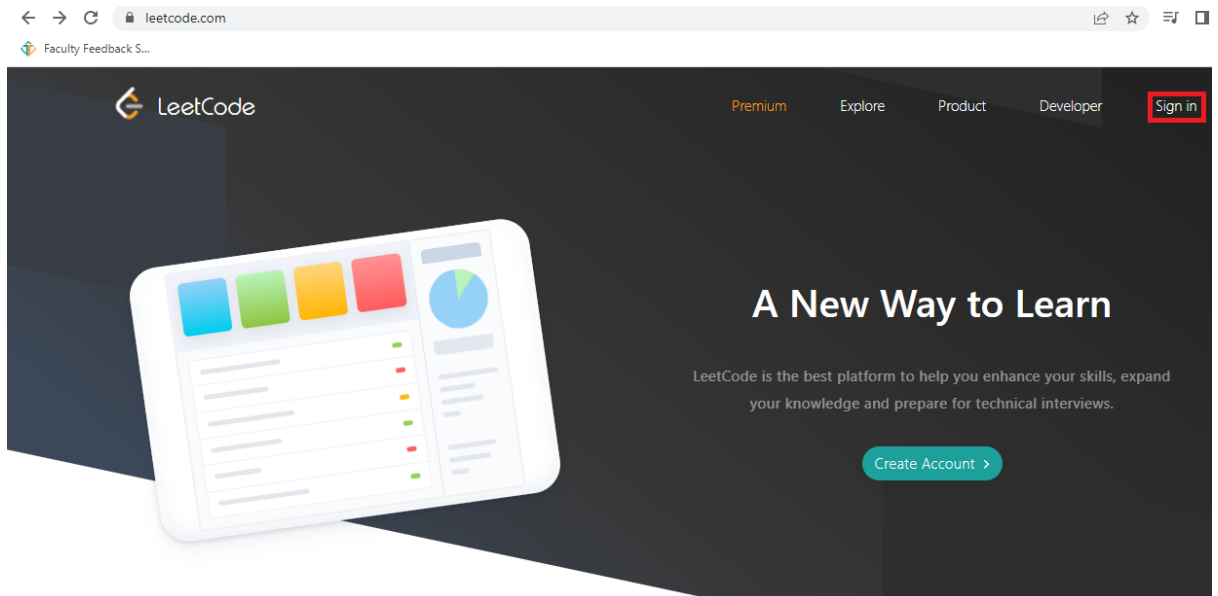 leetcode.com
Faculty Feedback S...
LeetCode
Premium Explore Product Developer Sign in
A New Way to Learn
LeetCode is the best platform to help you enhance your skills, expand
your knowledge and prepare for technical interviews.
Create Account >